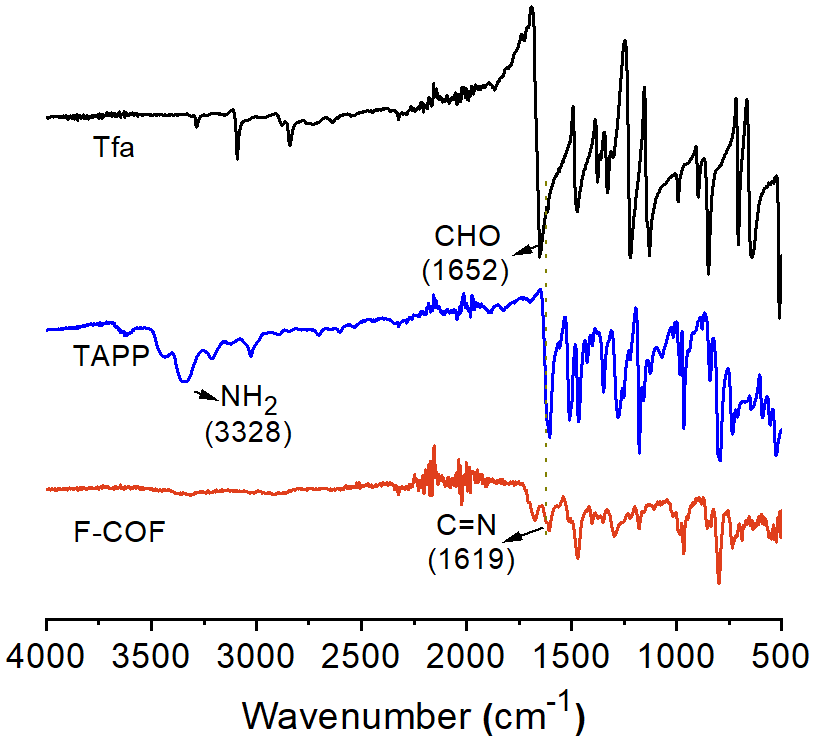 Tfa
CHO
(1652)
TAPP
NH2
(3328)
F-COF
C=N
(1619)
4000 3500 3000 2500 2000 1500 1000 500
Wavenumber (cm-1)